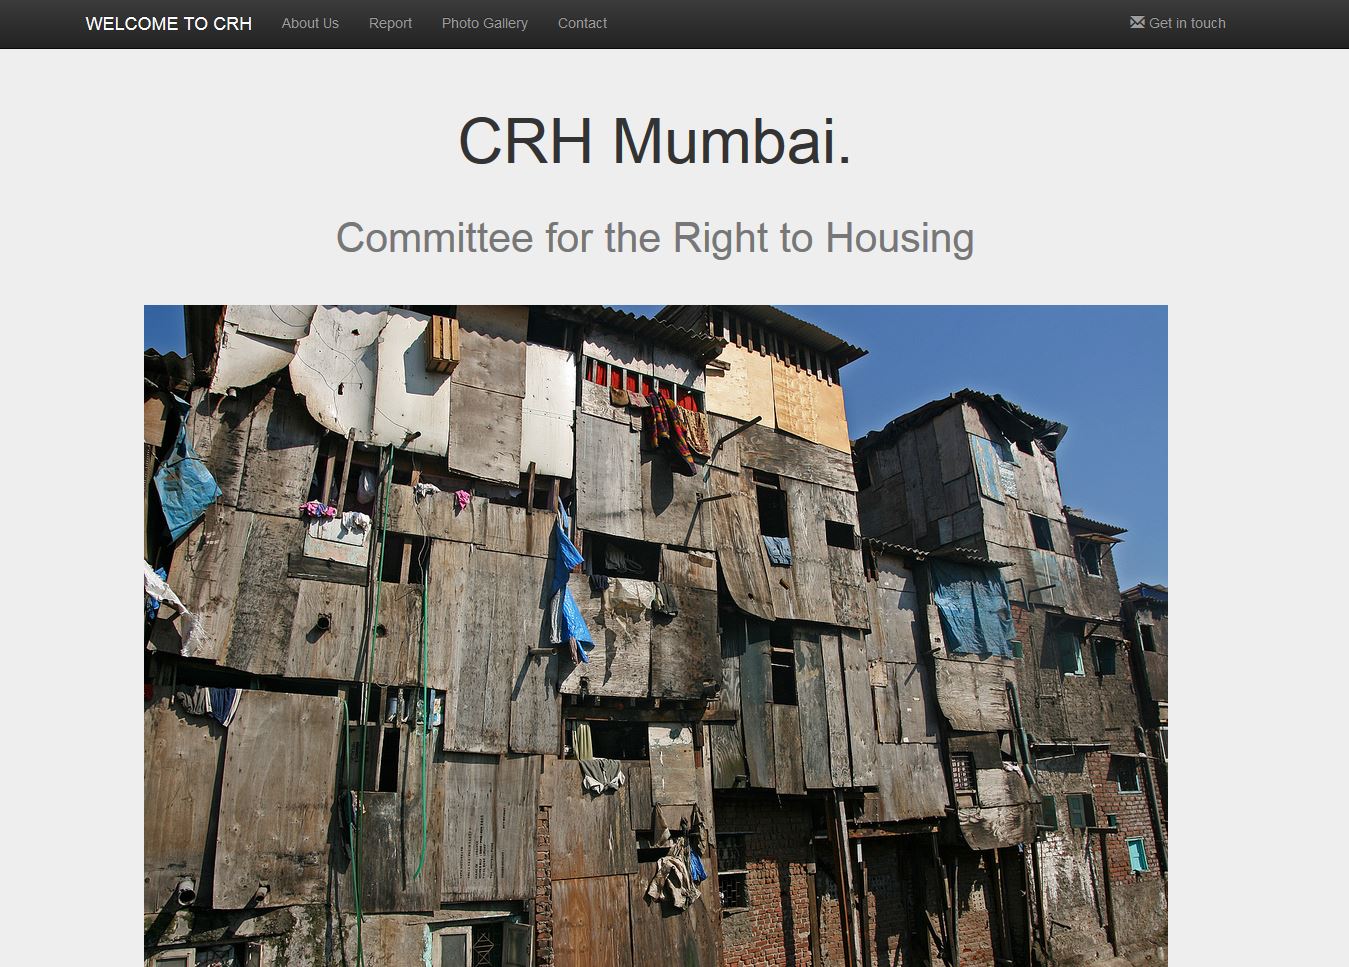 WELCOME TO CRH About Us Report Photo Gallery Contact Get in touch
CRH Mumbai.
Committee for the Right to Housing